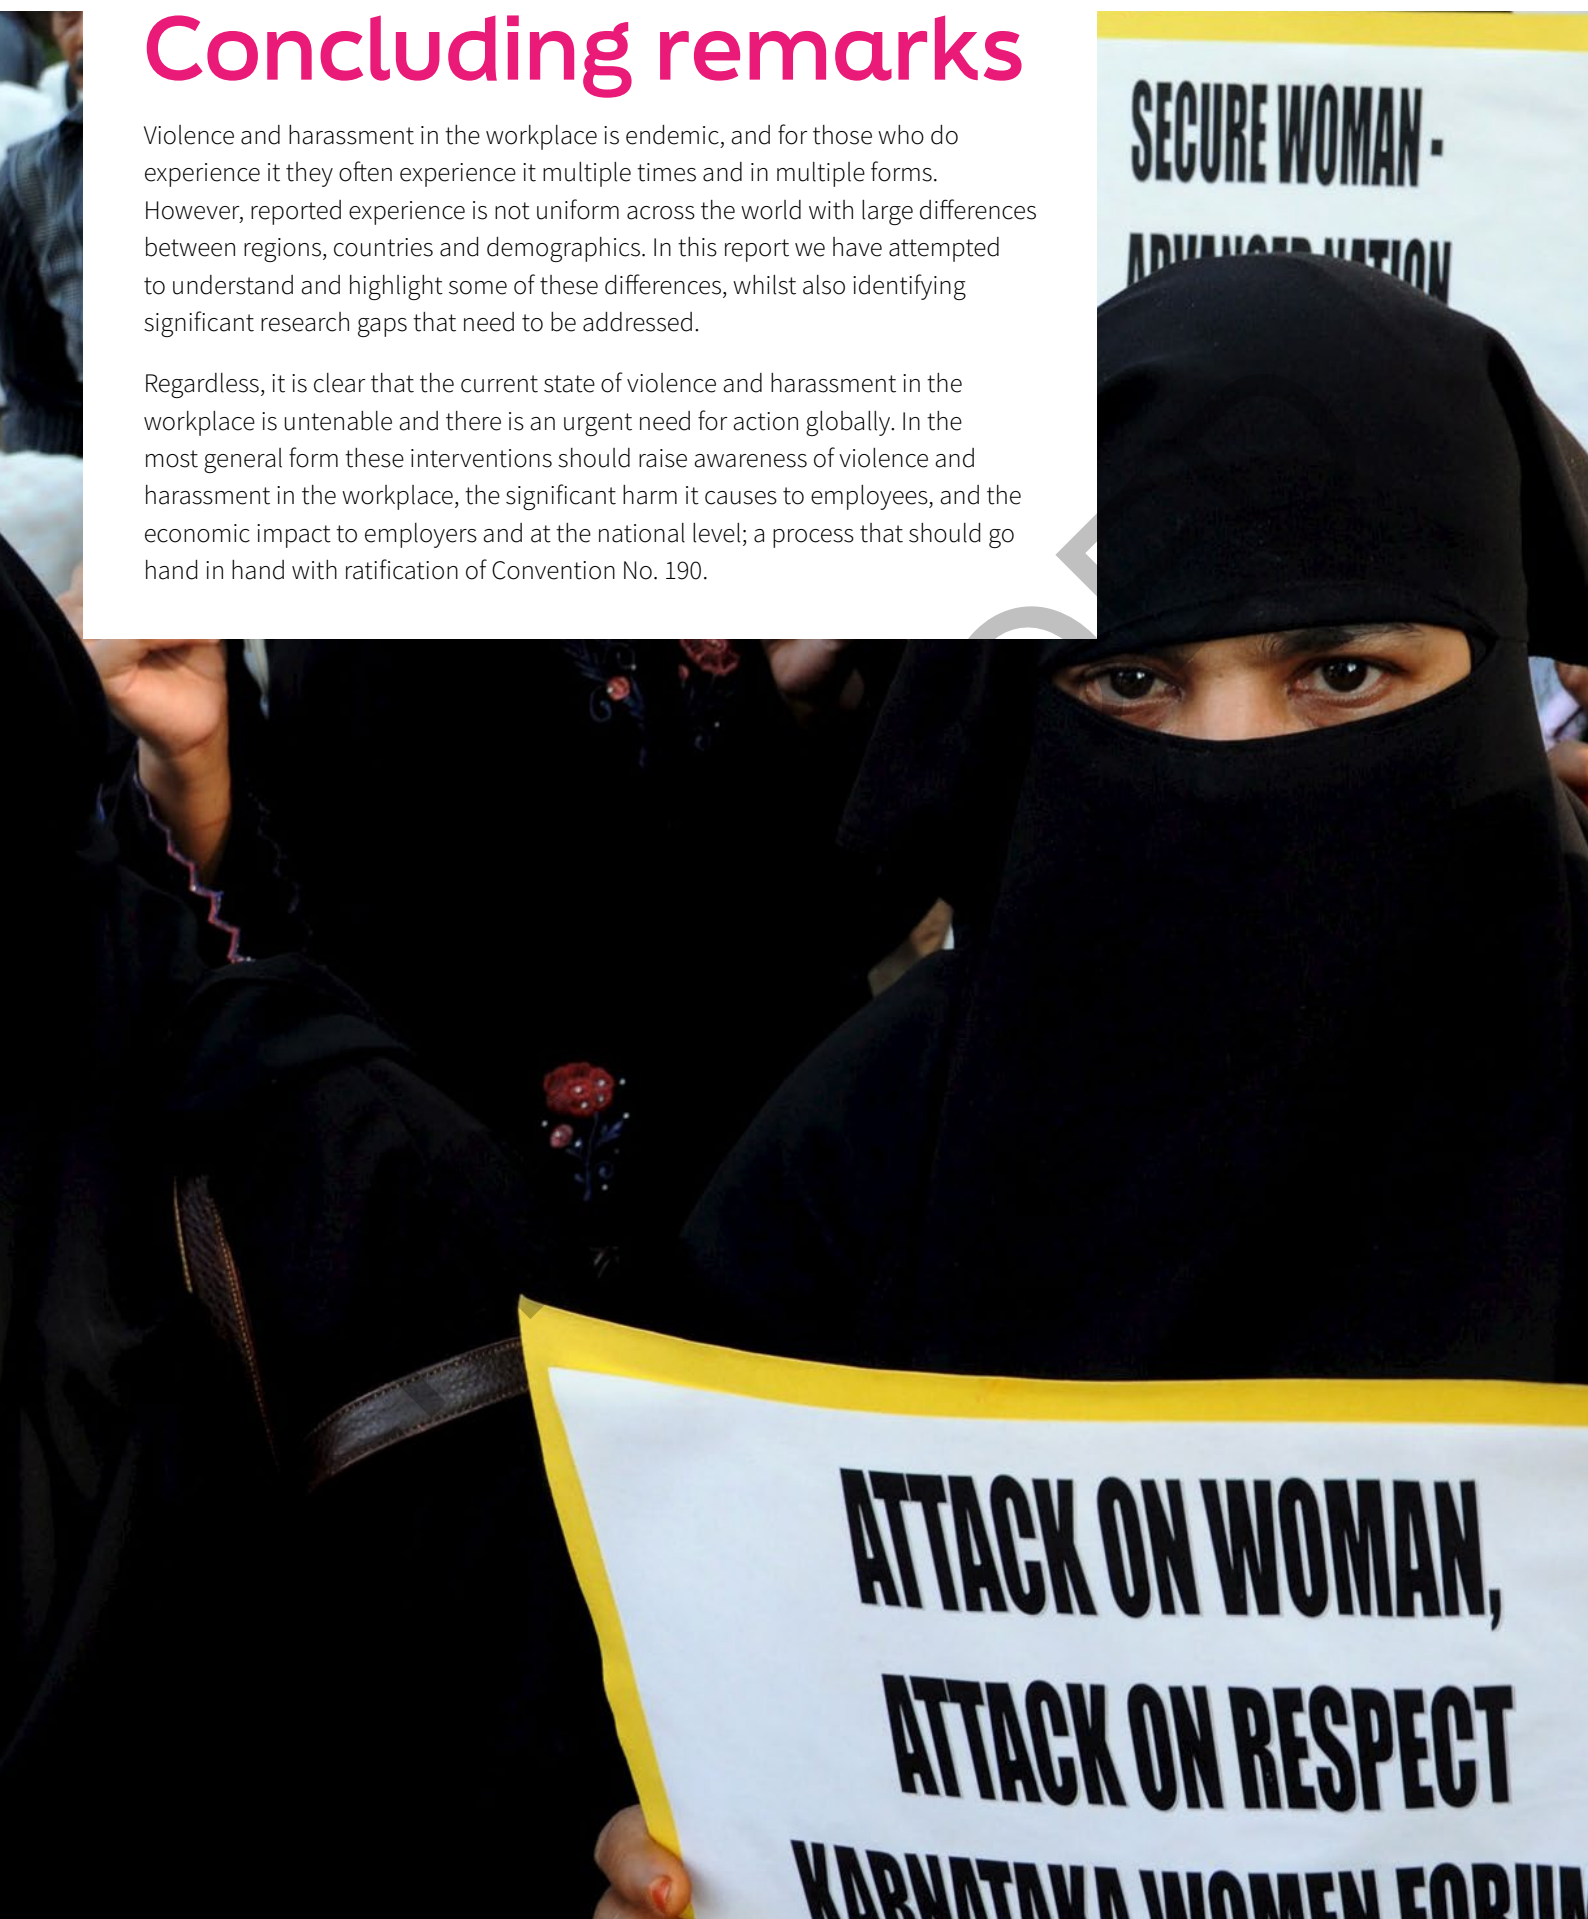 Concluding remarks
Violence and harassment in the workplace is endemic, and for those who do
experience it they often experience it multiple times and in multiple forms.
However, reported experience is not uniform across the world with large differences
between regions, countries and demographics. In this report we have attempted
to understand and highlight some of these differences, whilst also identifying
significant research gaps that need to be addressed.
Regardless, it is clear that the current state of violence and harassment in the
workplace is untenable and there is an urgent need for action globally. In the
most general form these interventions should raise awareness of violence and
harassment in the workplace, the significant harm it causes to employees, and the
economic impact to employers and at the national level; a process that should go
hand in hand with ratification of Convention No. 190.
SECURE WOMAN -
ADVANCED NATION
ATTACK ON WOMAN,
ATTACK ON RESPECT
KARNATAKA WOMEN FORUM